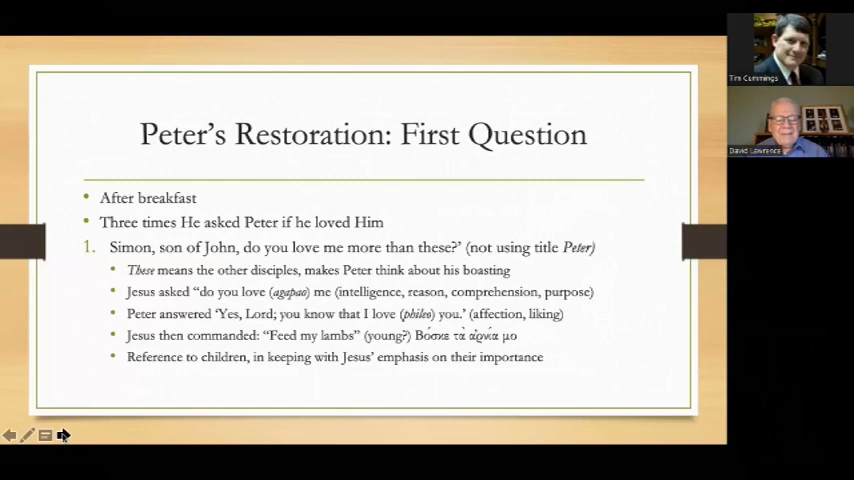 Peter's Restoration: First Question
• After breakfast
• Three times He asked Peter if he loved Him
1. Simon, son of John, do you love me more than these?' (not using title Peter)
• These means the other disciples, makes Peter think about his boasting
• Jesus asked “do you love (agapao) me (intelligence, reason, comprehension, purpose)
• Peter answered ‘Yes, Lord; you know that I love (phileo) you.’ (affection, liking)
• Jesus then commanded: “Feed my lambs” (young?) Βόσκε τὰ ἀρνία μο
• Reference to children, in keeping with Jesus’ emphasis on their importance
Tim Cummings
David Lawrence